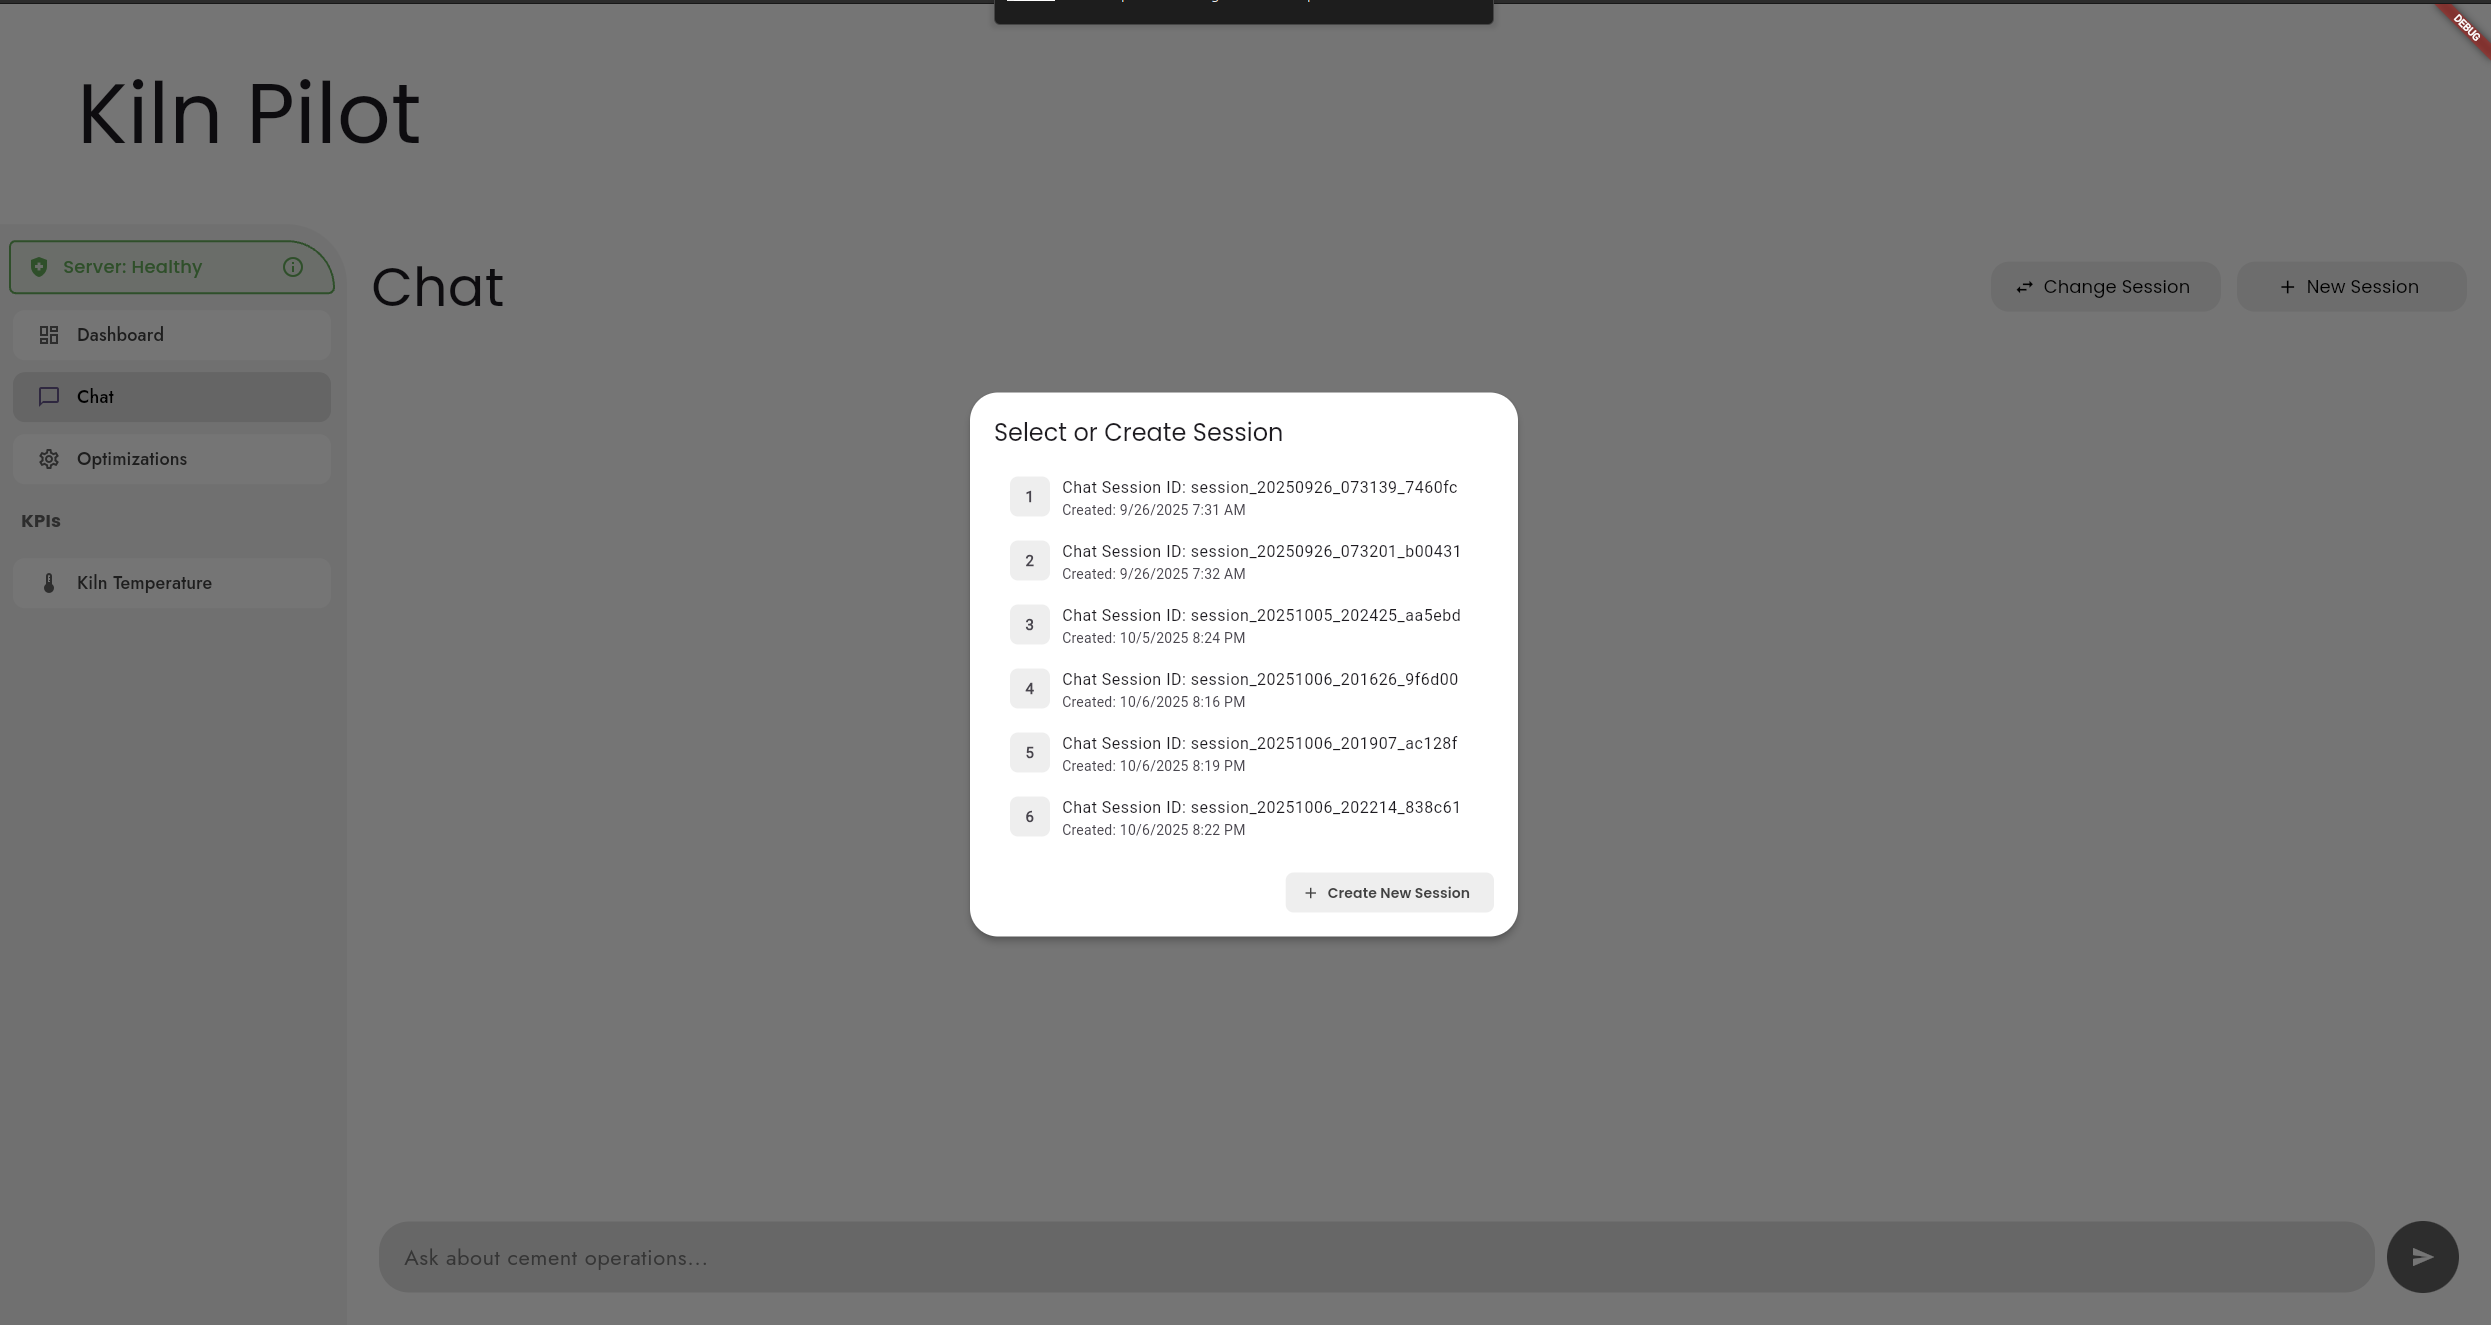 DEBUG
Kiln Pilot
Server: Healthy
Dashboard
Chat
Optimizations
KPIs
Kiln Temperature
Chat
Change Session
New Session
Select or Create Session
1
Chat Session ID: session_20250926_073139_7460fc
Created: 9/26/2025 7:31 AM
2
Chat Session ID: session_20250926_073201_b00431
Created: 9/26/2025 7:32 AM
3
Chat Session ID: session_20251005_202425_aa5ebd
Created: 10/5/2025 8:24 PM
4
Chat Session ID: session_20251006_201626_9f6d00
Created: 10/6/2025 8:16 PM
5
Chat Session ID: session_20251006_201907_ac128f
Created: 10/6/2025 8:19 PM
6
Chat Session ID: session_20251006_202214_838c61
Created: 10/6/2025 8:22 PM
Create New Session
Ask about cement operations...